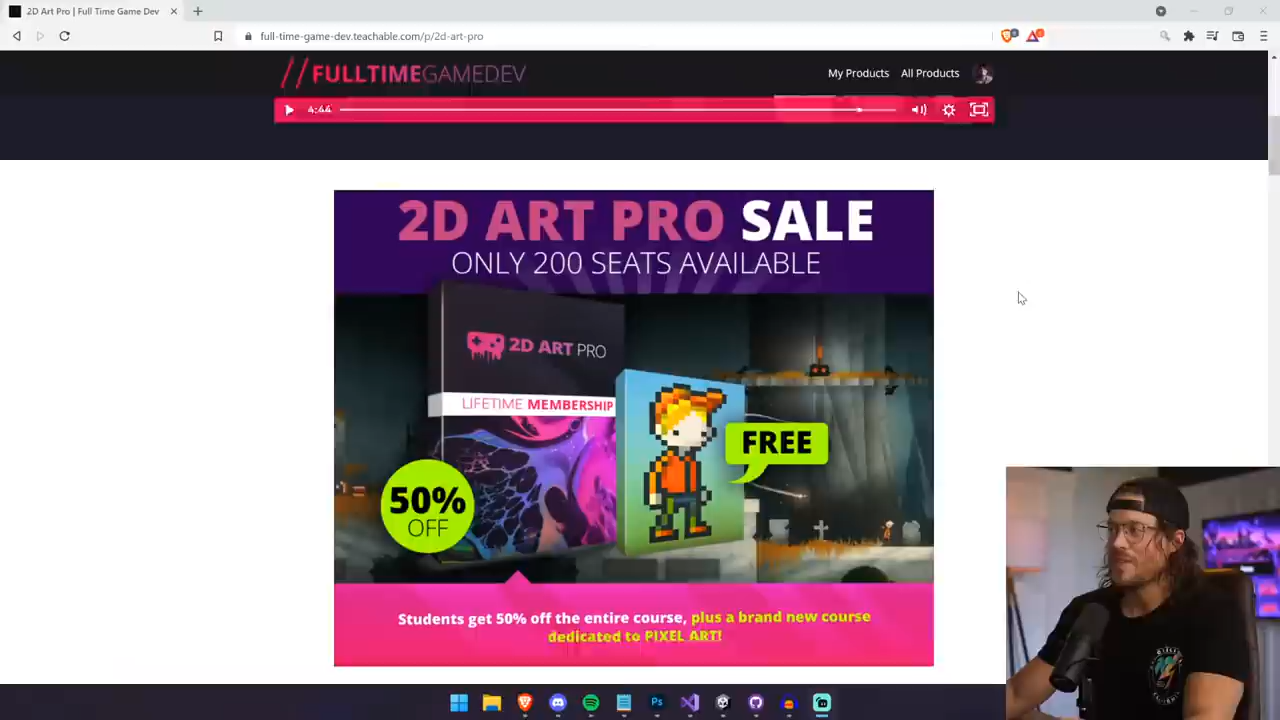 2D Art Pro | Full Time Game Dev
full-time-game-dev.teachable.com/p/2d-art-pro
//FULLTIMEGAMEDEV
My Products
All Products
4:44
2D ART PRO SALE
ONLY 200 SEATS AVAILABLE
2D ART PRO
LIFETIME MEMBERSHIP
FREE
50%
OFF
Students get 50% off the entire course, plus a brand new course
dedicated to PIXEL ART!
Ps